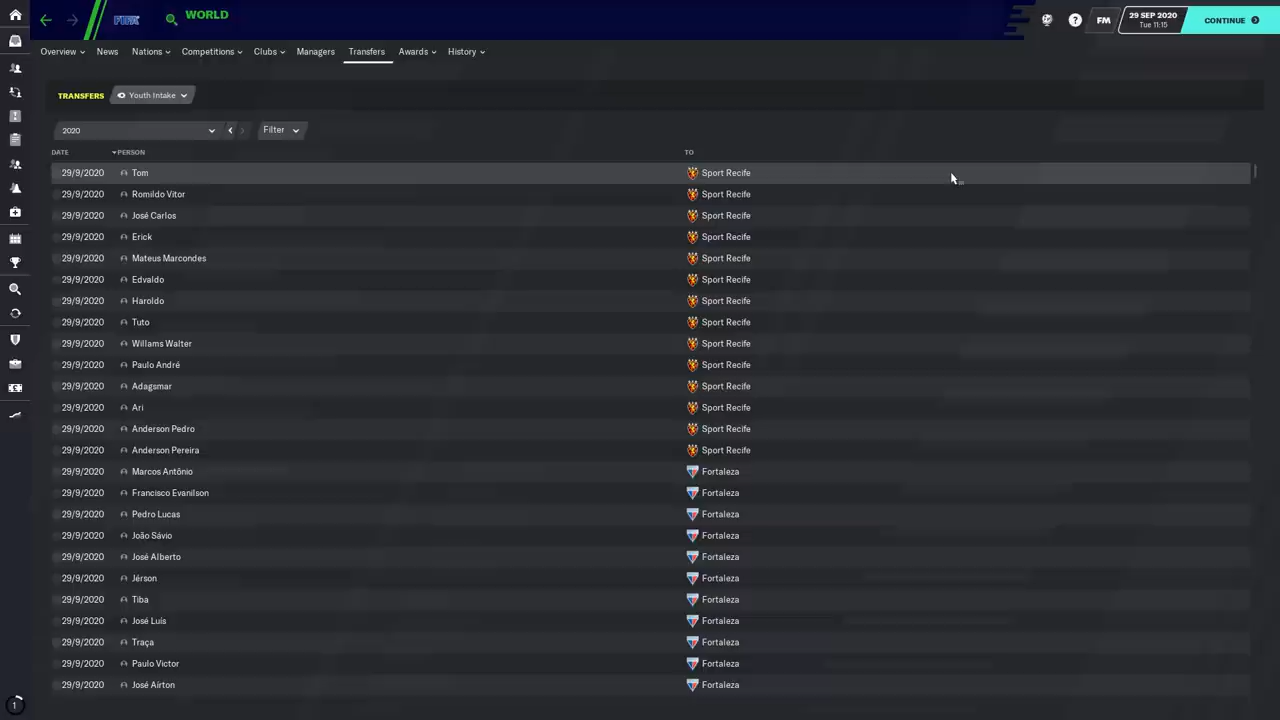 FIFA
WORLD
FM
29 SEP 2020
Tue 11:15
CONTINUE
Overview News Nations Competitions Clubs Managers Transfers Awards History
TRANSFERS Youth Intake
2020 Filter
DATE PERSON TO
29/9/2020 Tom Sport Recife
29/9/2020 Romildo Vitor Sport Recife
29/9/2020 José Carlos Sport Recife
29/9/2020 Erick Sport Recife
29/9/2020 Mateus Marcondes Sport Recife
29/9/2020 Edvaldo Sport Recife
29/9/2020 Haroldo Sport Recife
29/9/2020 Tuto Sport Recife
29/9/2020 Willams Walter Sport Recife
29/9/2020 Paulo André Sport Recife
29/9/2020 Adagsmar Sport Recife
29/9/2020 Ari Sport Recife
29/9/2020 Anderson Pedro Sport Recife
29/9/2020 Anderson Pereira Sport Recife
29/9/2020 Marcos Antônio Fortaleza
29/9/2020 Francisco Evanilson Fortaleza
29/9/2020 Pedro Lucas Fortaleza
29/9/2020 João Sávio Fortaleza
29/9/2020 José Alberto Fortaleza
29/9/2020 Jérson Fortaleza
29/9/2020 Tiba Fortaleza
29/9/2020 José Luís Fortaleza
29/9/2020 Traça Fortaleza
29/9/2020 Paulo Victor Fortaleza
29/9/2020 José Aírton Fortaleza
1